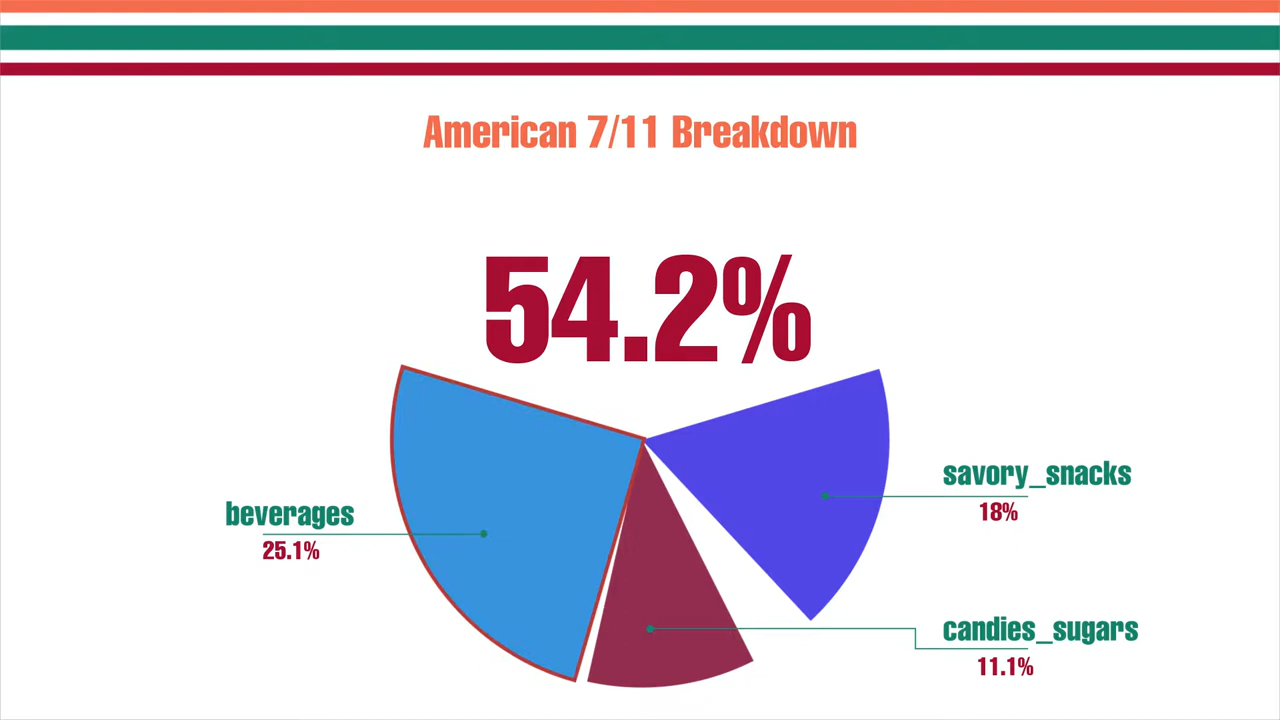 American 7/11 Breakdown
54.2%
savory_snacks
18%
beverages
25.1%
candies_sugars
11.1%